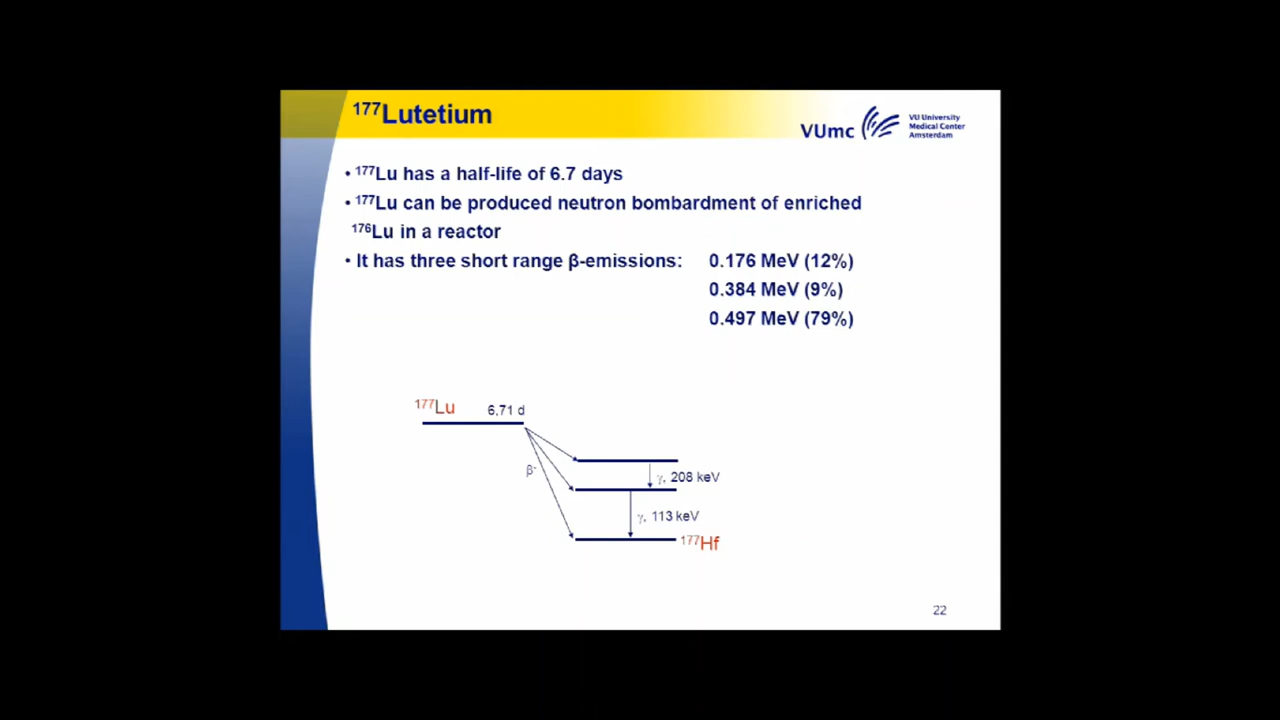 ¹⁷⁷Lutetium
VUmc
VU University
Medical Center
Amsterdam
• ¹⁷⁷Lu has a half-life of 6.7 days
• ¹⁷⁷Lu can be produced neutron bombardment of enriched
¹⁷⁶Lu in a reactor
• It has three short range β-emissions: 0.176 MeV (12%)
0.384 MeV (9%)
0.497 MeV (79%)
¹⁷⁷Lu 6.71 d
β⁻
γ, 208 keV
γ, 113 keV
¹⁷⁷Hf
22